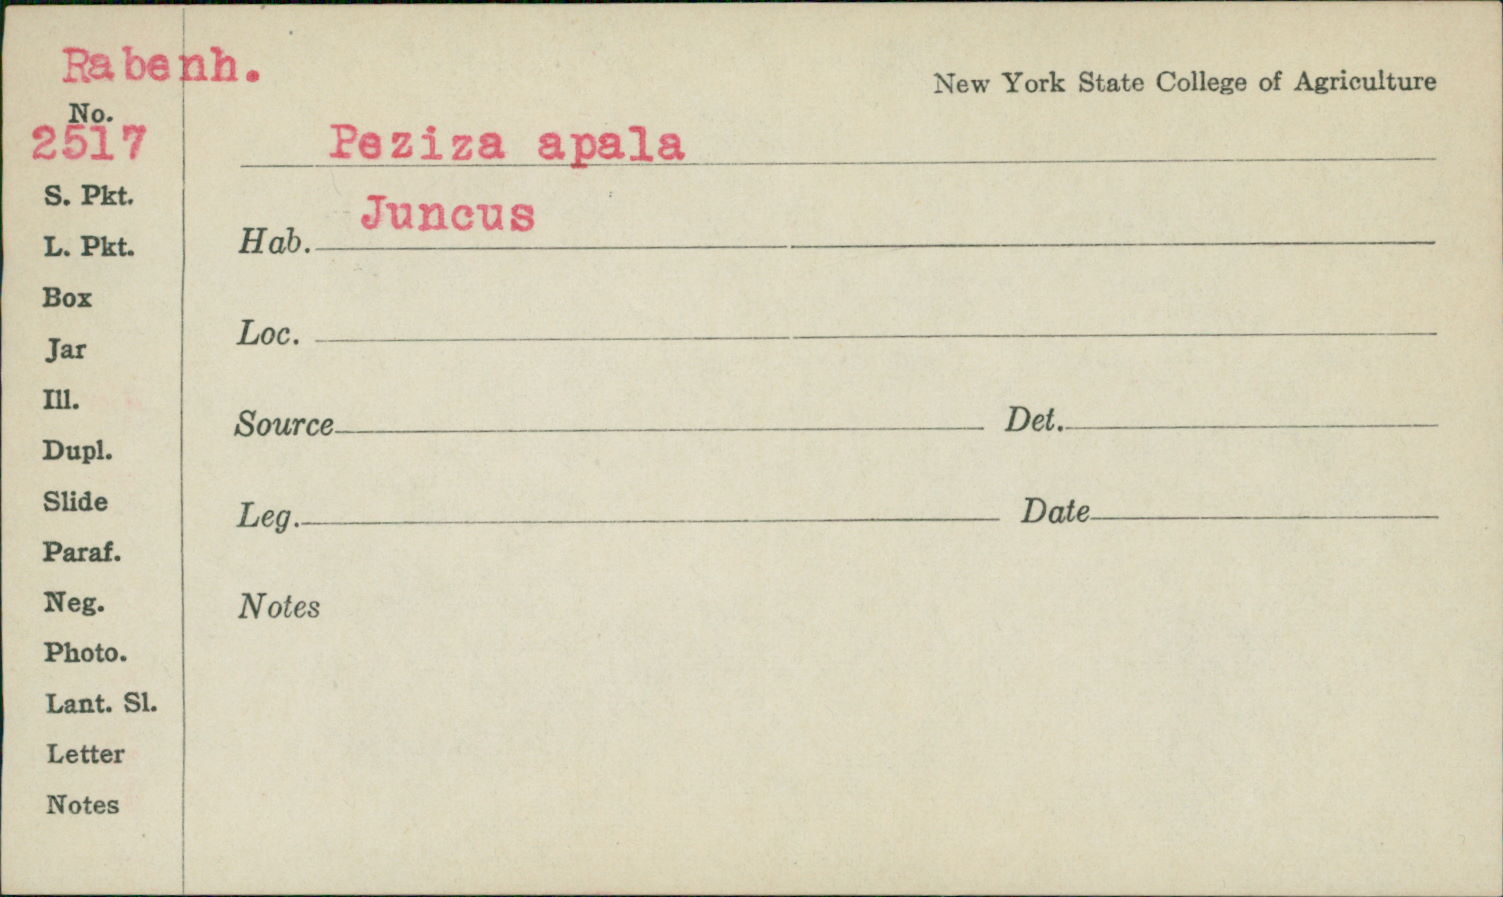 Rabenh.
New York State College of Agriculture
No.
2517
Peziza apala
S. Pkt.
Juncus
Hab.
L. Pkt.
Box
Loc.
Jar
Ill.
Source Det.
Dupl.
Slide
Leg. Date
Paraf.
Neg.
Notes
Photo.
Lant. Sl.
Letter
Notes